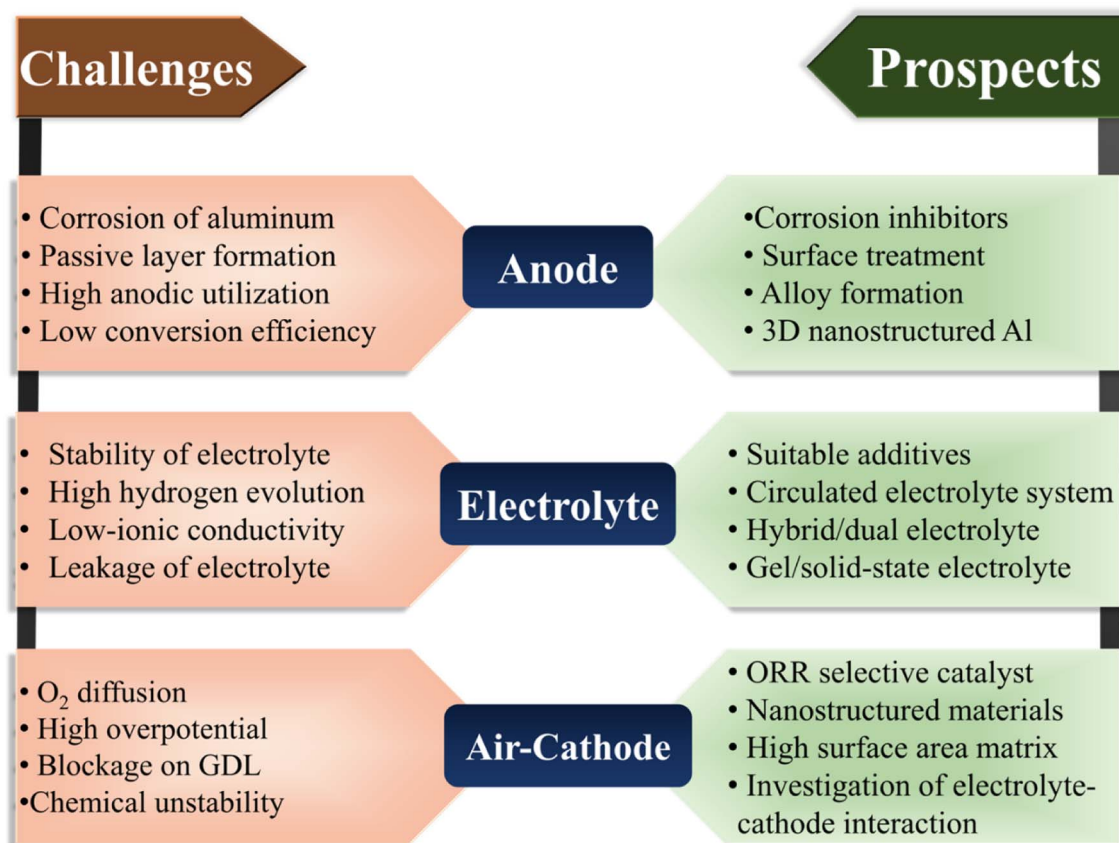 Challenges
Prospects
• Corrosion of aluminum
• Passive layer formation
• High anodic utilization
• Low conversion efficiency
Anode
•Corrosion inhibitors
• Surface treatment
• Alloy formation
• 3D nanostructured Al
• Stability of electrolyte
• High hydrogen evolution
• Low-ionic conductivity
• Leakage of electrolyte
Electrolyte
• Suitable additives
• Circulated electrolyte system
• Hybrid/dual electrolyte
• Gel/solid-state electrolyte
• O₂ diffusion
• High overpotential
• Blockage on GDL
•Chemical unstability
Air-Cathode
• ORR selective catalyst
• Nanostructured materials
• High surface area matrix
• Investigation of electrolyte-
cathode interaction